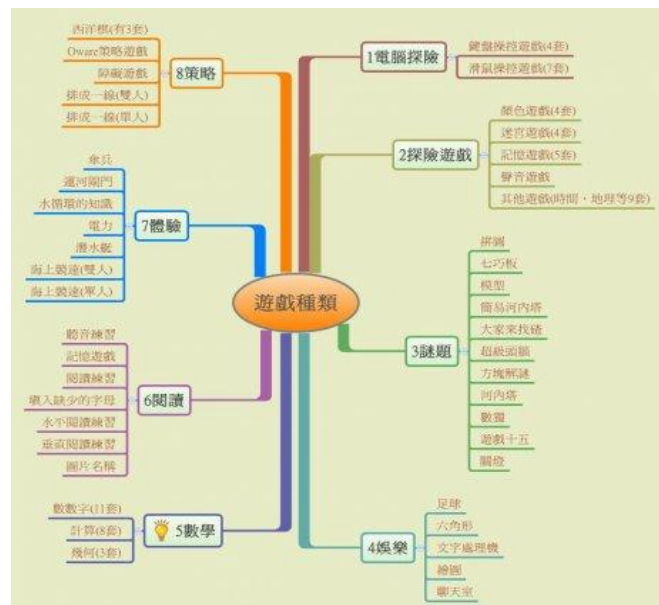 遊戲種類
1電腦探險
鍵盤操控遊戲(4套)
滑鼠操控遊戲(7套)
2探險遊戲
顏色遊戲(4套)
迷宮遊戲(4套)
記憶遊戲(5套)
聲音遊戲
其他遊戲(時間,地理等9套)
3謎題
拼圖
七巧板
模型
簡易河內塔
大家來找碴
超級頭腦
方塊解謎
河內塔
數獨
遊戲十五
關燈
4娛樂
足球
六角形
文字處理機
繪圖
聊天室
5數學
數數字(11套)
計算(8套)
幾何(3套)
6閱讀
聽音練習
記憶遊戲
閱讀練習
填入缺少的字母
水平閱讀練習
垂直閱讀練習
圖片名稱
7體驗
傘兵
運河閘門
水循環的知識
電力
潛水艇
海上競速(雙人)
海上競速(單人)
8策略
西洋棋(有3套)
Oware策略遊戲
障礙遊戲
排成一線(雙人)
排成一線(單人)